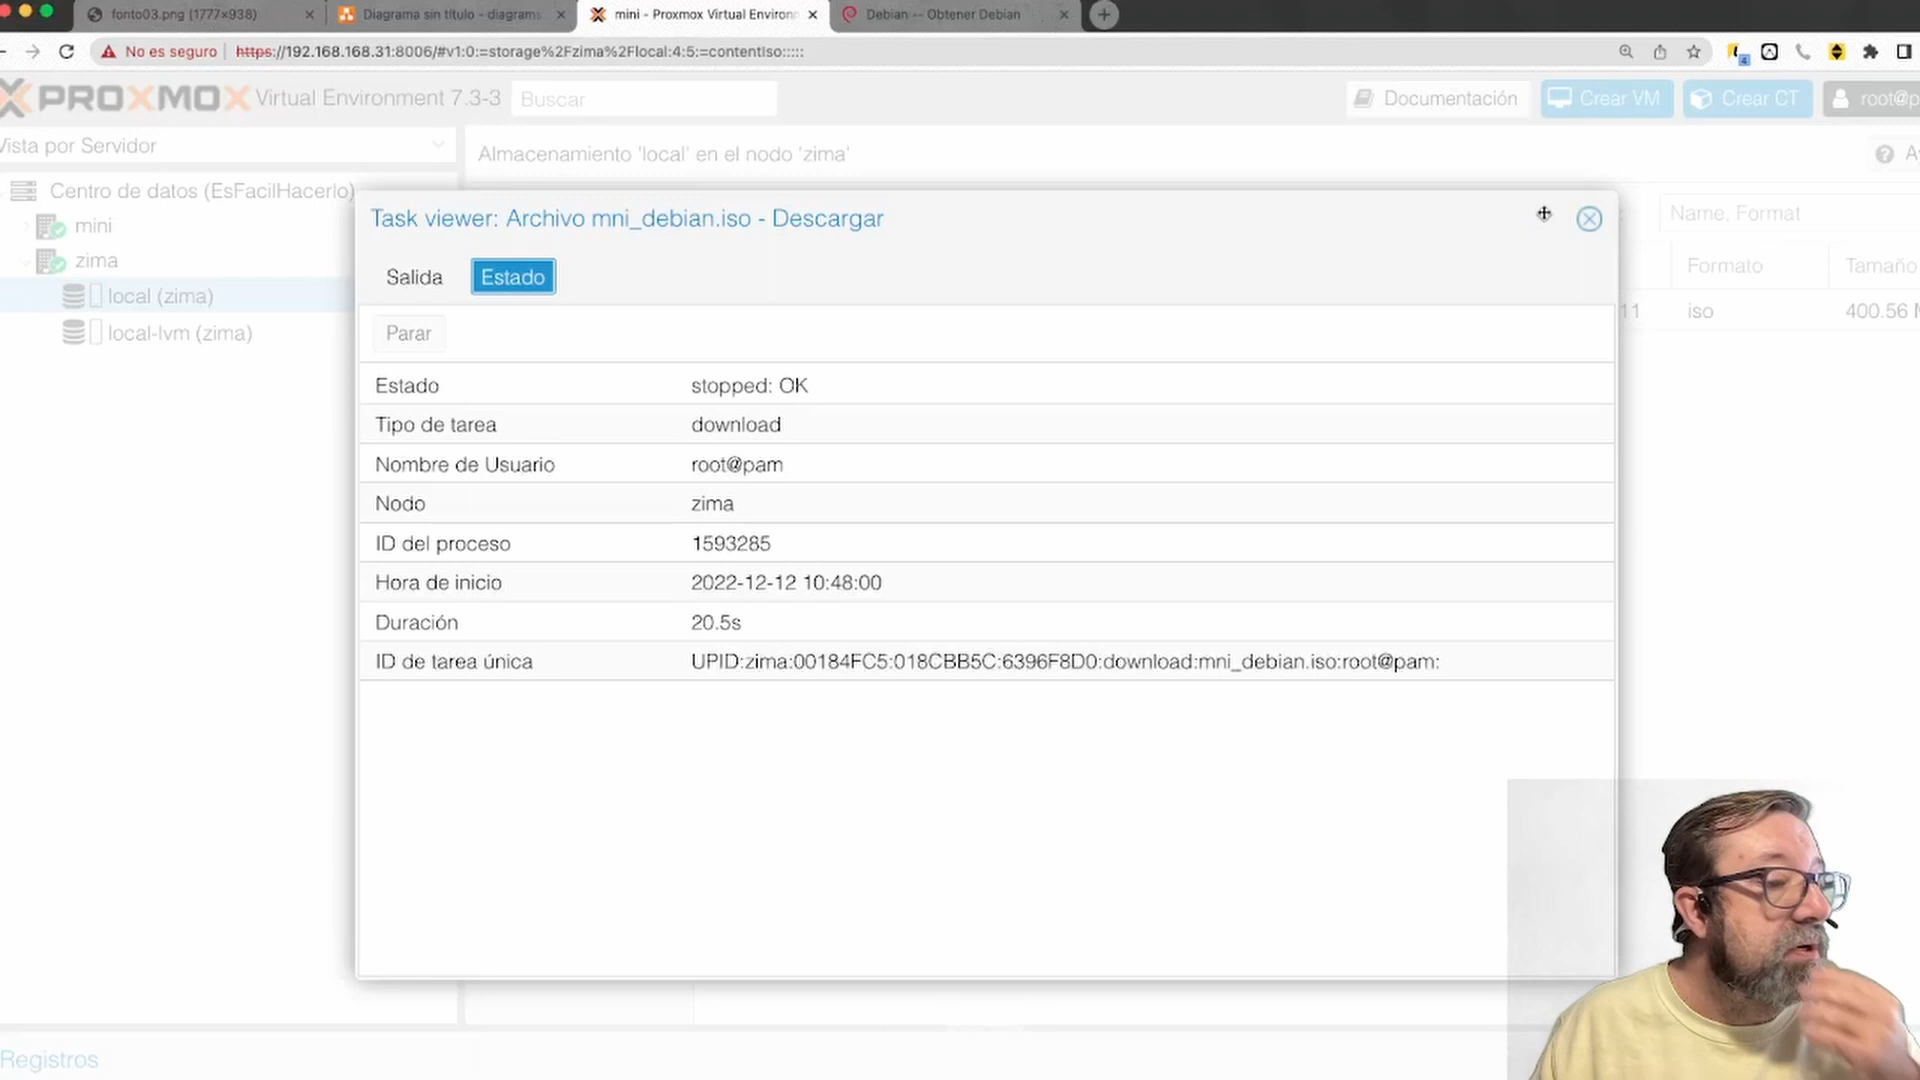 fonto03.png (1777×938)
Diagrama sin título - diagrams
mini - Proxmox Virtual Environ
Debian -- Obtener Debian
No es seguro
https://192.168.168.31:8006/#v1:0:=storage%2Fzima%2Flocal:4:5:=contentIso:::::
4
PROXMOX Virtual Environment 7.3-3
Buscar
Documentación
Crear VM
Crear CT
root@p
Vista por Servidor
Almacenamiento 'local' en el nodo 'zima'
Centro de datos (EsFacilHacerlo)
mini
zima
local (zima)
local-lvm (zima)
Name, Format
Formato
Tamaño
11
iso
400.56 M
Task viewer: Archivo mni_debian.iso - Descargar
Salida
Estado
Parar
Estado stopped: OK
Tipo de tarea download
Nombre de Usuario root@pam
Nodo zima
ID del proceso 1593285
Hora de inicio 2022-12-12 10:48:00
Duración 20.5s
ID de tarea única UPID:zima:00184FC5:018CBB5C:6396F8D0:download:mni_debian.iso:root@pam:
Registros